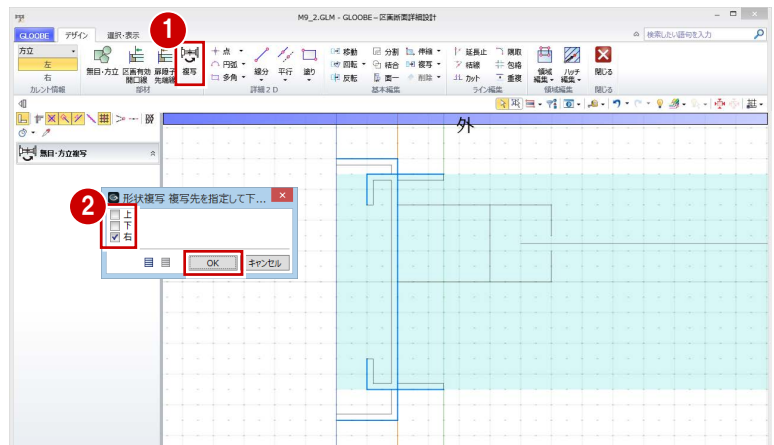 M9_2.GLM - GLOOBE－区画断面詳細設計
GLOOBE デザイン 選択・表示
検索したい語句を入力
方立
左
右
カレント情報
無目・方立
区画有効
開口線
扉障子
先端線
複写
部材
点
円弧
多角
線分
平行
塗り
詳細2D
移動 分割 伸縮
回転 結合 複写
反転 面一 削除
基本編集
延長止 隅取
結線 包絡
カット 重複
ライン編集
領域
編集
ハッチ
編集
領域編集
閉じる
閉じる
1
無目・方立複写
外
2
形状複写 複写先を指定して下...
上
下
右
OK キャンセル